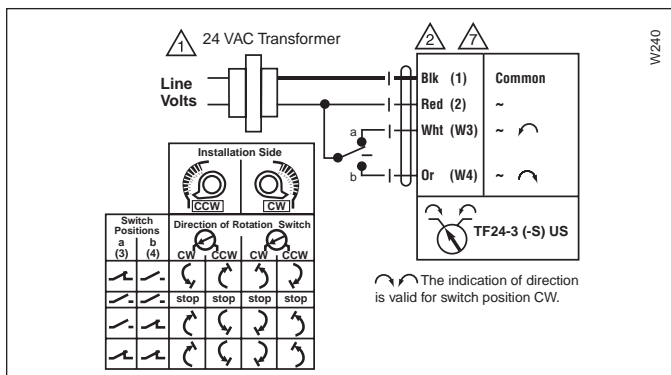 W240
1 24 VAC Transformer
2 7
Line
Volts
Blk (1) Common
Red (2) ~
a Wht (W3) ~
b Or (W4) ~
Installation Side
CCW CW
TF24-3 (-S) US
Switch
Positions
a b
(3) (4)
Direction of Rotation Switch
CW CCW CW CCW
stop stop stop stop
The indication of direction
is valid for switch position CW.